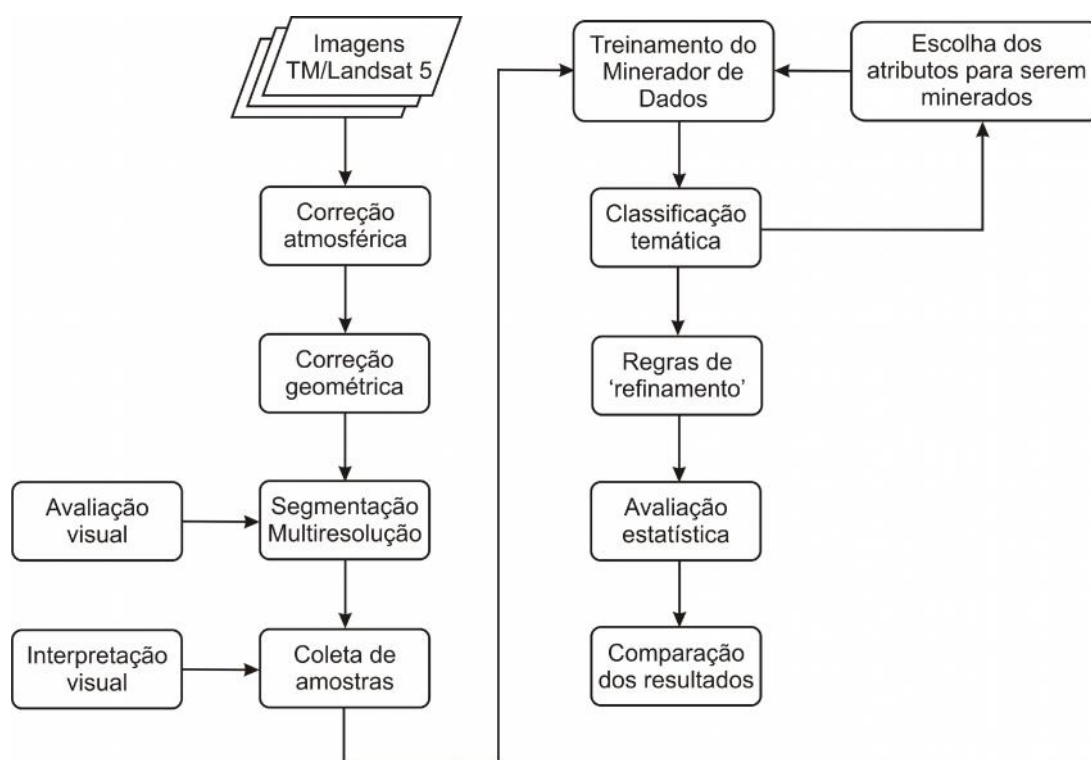 Imagens
TM/Landsat 5
Correção
atmosférica
Correção
geométrica
Avaliação
visual
Segmentação
Multiresolução
Interpretação
visual
Coleta de
amostras
Treinamento do
Minerador de
Dados
Escolha dos
atributos para serem
minerados
Classificação
temática
Regras de
‘refinamento’
Avaliação
estatística
Comparação
dos resultados